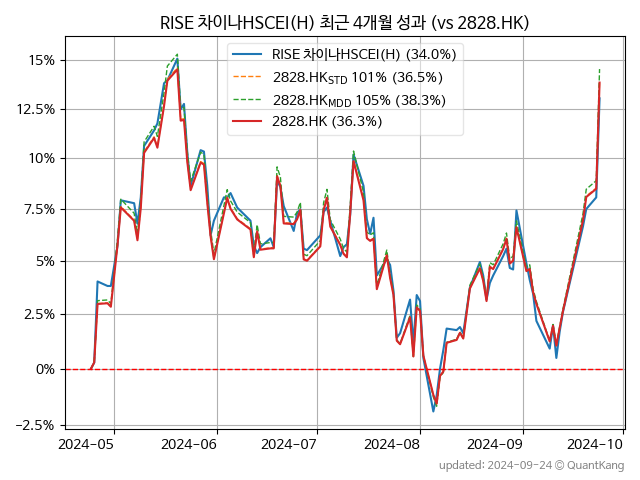 RISE 차이나HSCEI(H) 최근 4개월 성과 (vs 2828.HK)
RISE 차이나HSCEI(H) (34.0%)
2828.HK_STD 101% (36.5%)
2828.HK_MDD 105% (38.3%)
2828.HK (36.3%)
15%
12.5%
10%
7.5%
5%
2.5%
0%
−2.5%
2024-05 2024-06 2024-07 2024-08 2024-09 2024-10
updated: 2024-09-24 © QuantKang